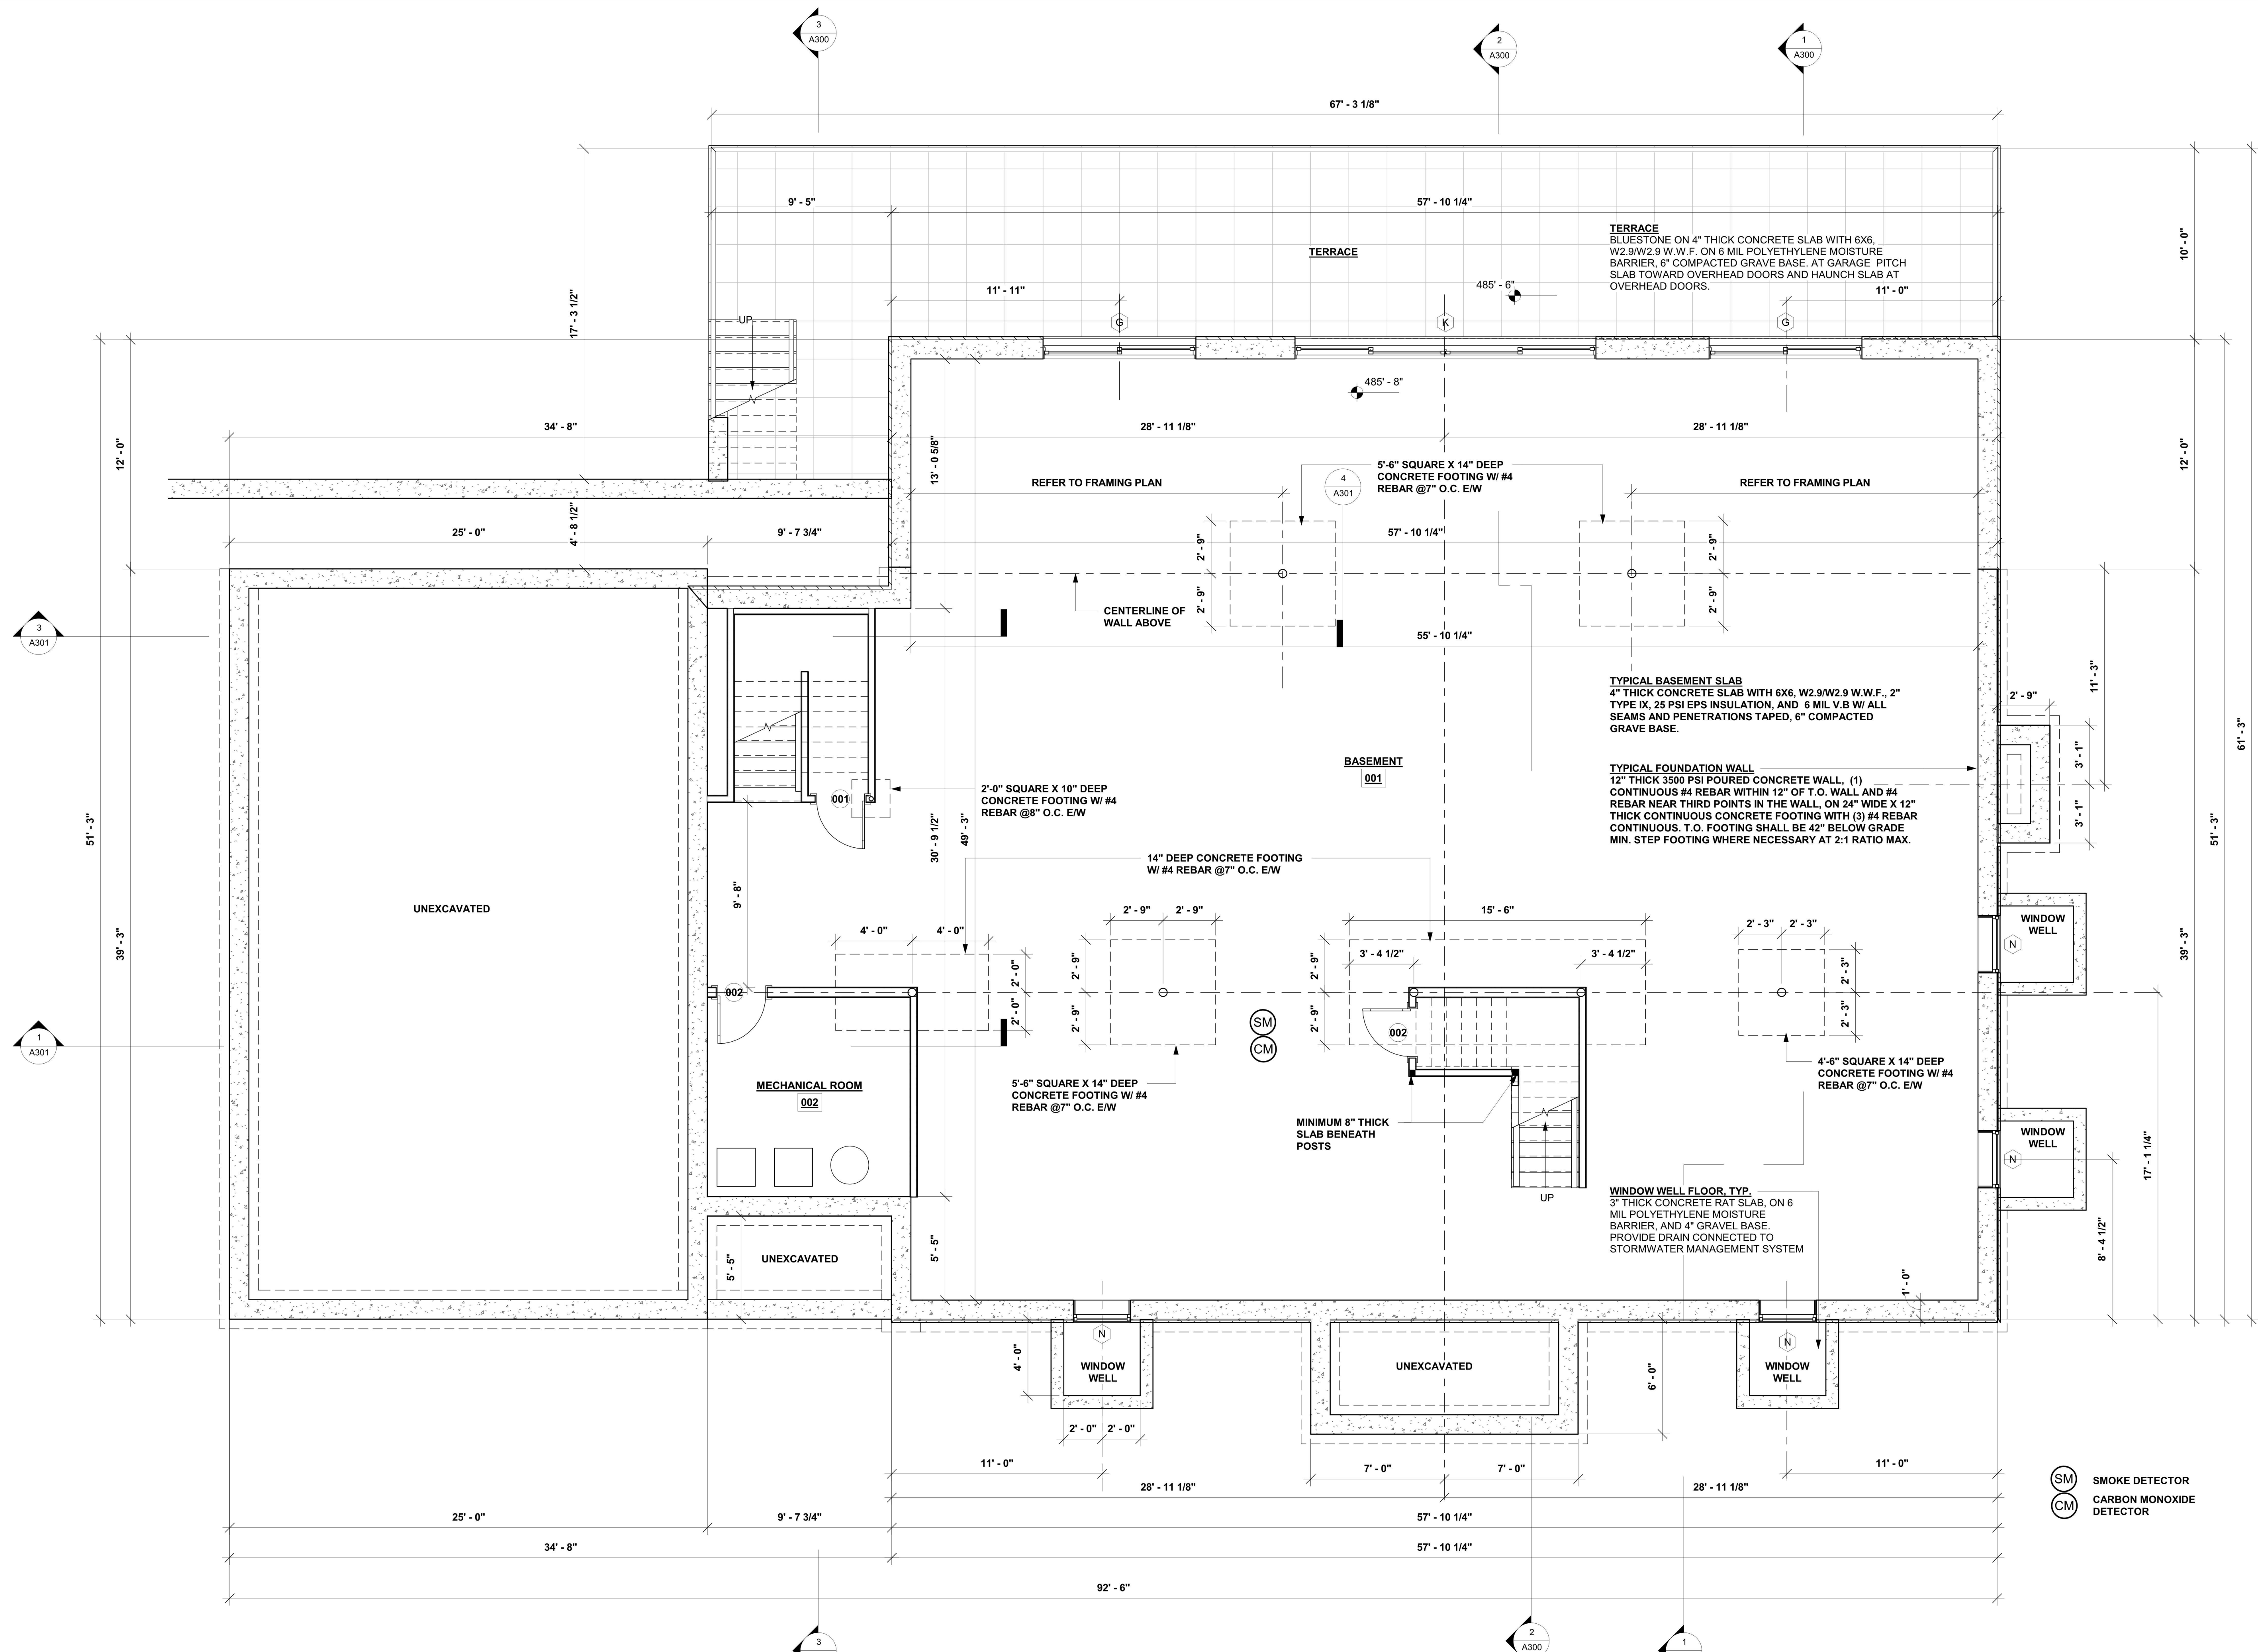 3
A300
2
A300
1
A300
67' - 3 1/8"
9' - 5"
57' - 10 1/4"
TERRACE
TERRACE
BLUESTONE ON 4" THICK CONCRETE SLAB WITH 6X6,
W2.9/W2.9 W.W.F. ON 6 MIL POLYETHYLENE MOISTURE
BARRIER, 6" COMPACTED GRAVE BASE. AT GARAGE PITCH
SLAB TOWARD OVERHEAD DOORS AND HAUNCH SLAB AT
OVERHEAD DOORS.
10' - 0"
17' - 3 1/2"
11' - 11"
485' - 6"
11' - 0"
UP
G
K
G
485' - 8"
61' - 3"
12' - 0"
34' - 8"
28' - 11 1/8"
28' - 11 1/8"
12' - 0"
13' - 0 5/8"
REFER TO FRAMING PLAN
4
A301
5'-6" SQUARE X 14" DEEP
CONCRETE FOOTING W/ #4
REBAR @7" O.C. E/W
REFER TO FRAMING PLAN
25' - 0"
4' - 8 1/2"
9' - 7 3/4"
57' - 10 1/4"
2' - 9"
2' - 9"
2' - 9"
2' - 9"
CENTERLINE OF
WALL ABOVE
3
A301
55' - 10 1/4"
TYPICAL BASEMENT SLAB
4" THICK CONCRETE SLAB WITH 6X6, W2.9/W2.9 W.W.F., 2"
TYPE IX, 25 PSI EPS INSULATION, AND 6 MIL V.B W/ ALL
SEAMS AND PENETRATIONS TAPED, 6" COMPACTED
GRAVE BASE.
11' - 3"
2' - 9"
3' - 1"
3' - 1"
BASEMENT
001
TYPICAL FOUNDATION WALL
12" THICK 3500 PSI POURED CONCRETE WALL, (1)
CONTINUOUS #4 REBAR WITHIN 12" OF T.O. WALL AND #4
REBAR NEAR THIRD POINTS IN THE WALL, ON 24" WIDE X 12"
THICK CONTINUOUS CONCRETE FOOTING WITH (3) #4 REBAR
CONTINUOUS. T.O. FOOTING SHALL BE 42" BELOW GRADE
MIN. STEP FOOTING WHERE NECESSARY AT 2:1 RATIO MAX.
001
2'-0" SQUARE X 10" DEEP
CONCRETE FOOTING W/ #4
REBAR @8" O.C. E/W
51' - 3"
51' - 3"
30' - 9 1/2"
49' - 3"
14" DEEP CONCRETE FOOTING
W/ #4 REBAR @7" O.C. E/W
9' - 8"
UNEXCAVATED
39' - 3"
39' - 3"
4' - 0"
4' - 0"
2' - 9"
2' - 9"
15' - 6"
2' - 3"
2' - 3"
WINDOW
WELL
N
3' - 4 1/2"
3' - 4 1/2"
2' - 0"
2' - 0"
2' - 9"
2' - 9"
2' - 9"
2' - 9"
2' - 3"
2' - 3"
002
002
SM
CM
1
A301
MECHANICAL ROOM
002
5'-6" SQUARE X 14" DEEP
CONCRETE FOOTING W/ #4
REBAR @7" O.C. E/W
4'-6" SQUARE X 14" DEEP
CONCRETE FOOTING W/ #4
REBAR @7" O.C. E/W
MINIMUM 8" THICK
SLAB BENEATH
POSTS
WINDOW
WELL
N
17' - 1 1/4"
8' - 4 1/2"
UP
WINDOW WELL FLOOR, TYP.
3" THICK CONCRETE RAT SLAB, ON 6
MIL POLYETHYLENE MOISTURE
BARRIER, AND 4" GRAVEL BASE.
PROVIDE DRAIN CONNECTED TO
STORMWATER MANAGEMENT SYSTEM
5' - 5"
5' - 5"
UNEXCAVATED
1' - 0"
N
WINDOW
WELL
4' - 0"
UNEXCAVATED
6' - 0"
N
WINDOW
WELL
2' - 0"
2' - 0"
11' - 0"
7' - 0"
7' - 0"
11' - 0"
28' - 11 1/8"
28' - 11 1/8"
SM
SMOKE DETECTOR
CM
CARBON MONOXIDE
DETECTOR
25' - 0"
9' - 7 3/4"
57' - 10 1/4"
34' - 8"
57' - 10 1/4"
92' - 6"
3
2
A300
1